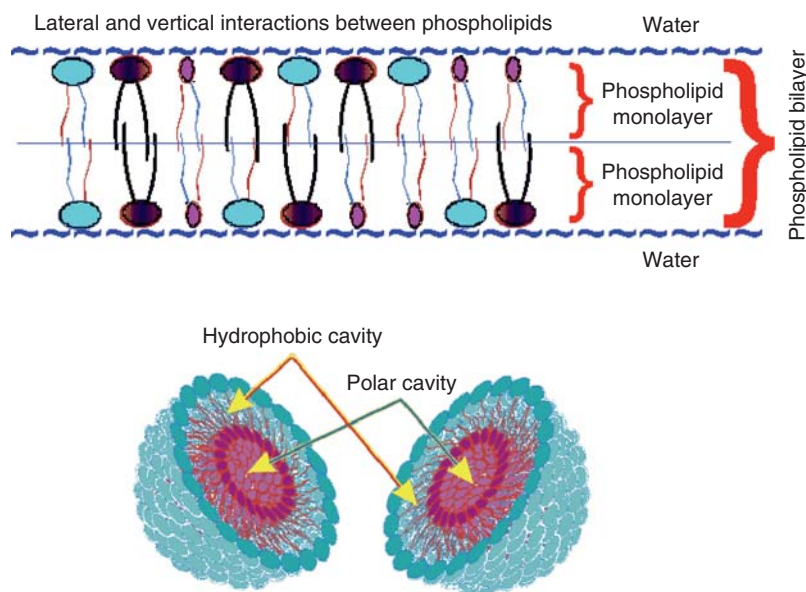 Lateral and vertical interactions between phospholipids
Water
Phospholipid
monolayer
Phospholipid
monolayer
Phospholipid bilayer
Water
Hydrophobic cavity
Polar cavity